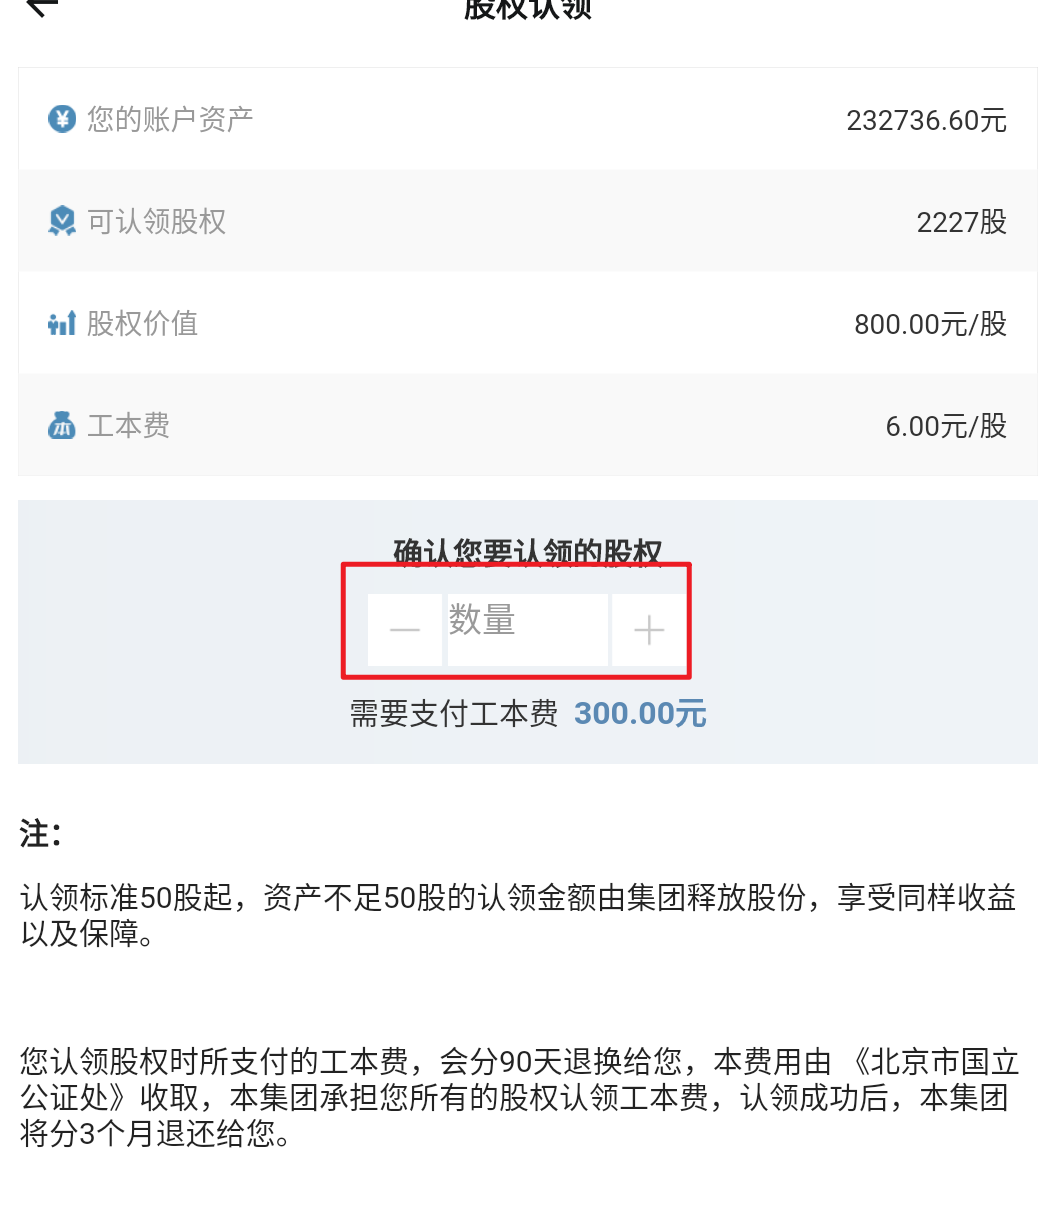 股权认领
您的账户资产 232736.60元
可认领股权 2227股
股权价值 800.00元/股
工本费 6.00元/股
确认您要认领的股权
数量
需要支付工本费 300.00元
注：
认领标准50股起，资产不足50股的认领金额由集团释放股份，享受同样收益
以及保障。
您认领股权时所支付的工本费，会分90天退换给您，本费用由 《北京市国立
公证处》收取，本集团承担您所有的股权认领工本费，认领成功后，本集团
将分3个月退还给您。